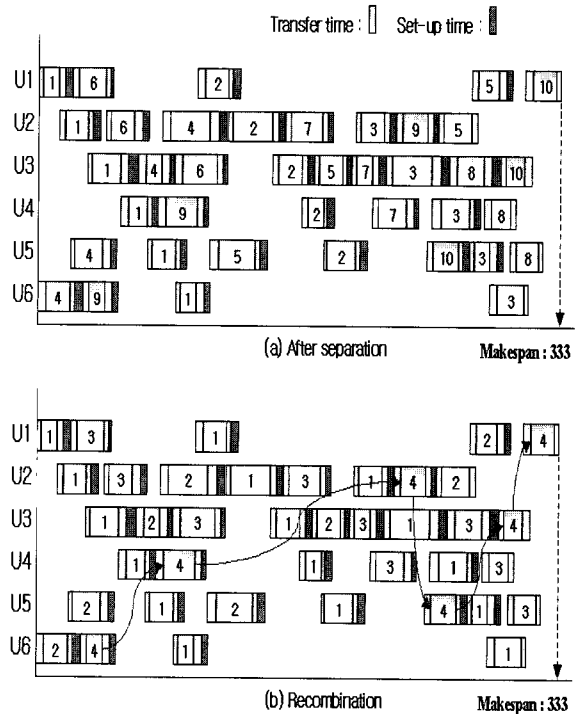 Transfer time : Set-up time :
U1 1 6 2 5 10
U2 1 6 4 2 7 3 9 5
U3 1 4 6 2 5 7 3 8 10
U4 1 9 2 7 3 8
U5 4 1 5 2 10 3 8
U6 4 9 1 3
(a) After separation Makespan : 333
U1 1 3 1 2 4
U2 1 3 2 1 3 1 4 2
U3 1 2 3 1 2 3 1 3 4
U4 1 4 1 3 1 3
U5 2 1 2 1 4 1 3
U6 2 4 1 1
(b) Recombination Makespan : 333